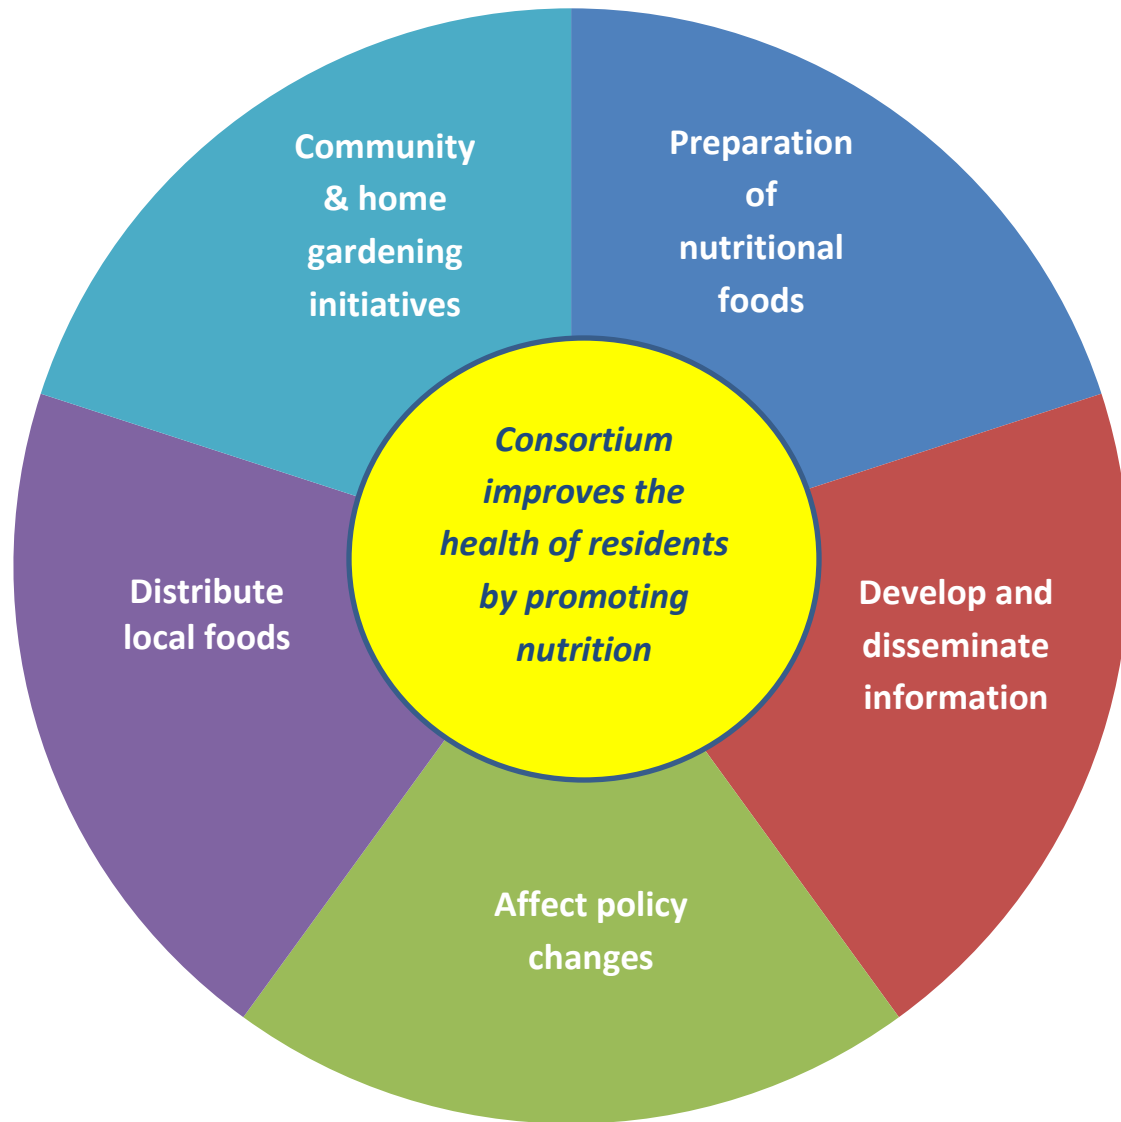 Community
& home
gardening
initiatives
Preparation
of
nutritional
foods
Consortium
improves the
health of residents
by promoting
nutrition
Distribute
local foods
Develop and
disseminate
information
Affect policy
changes